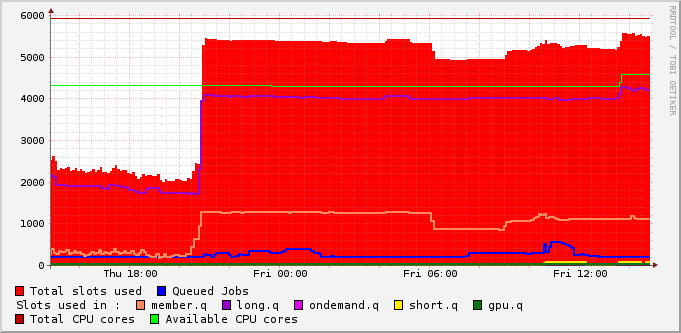 RRDTOOL / TOBI OETIKER
6000
5000
4000
3000
2000
1000
0
Thu 18:00 Fri 00:00 Fri 06:00 Fri 12:00
Total slots used Queued Jobs
Slots used in : member.q long.q ondemand.q short.q gpu.q
Total CPU cores Available CPU cores